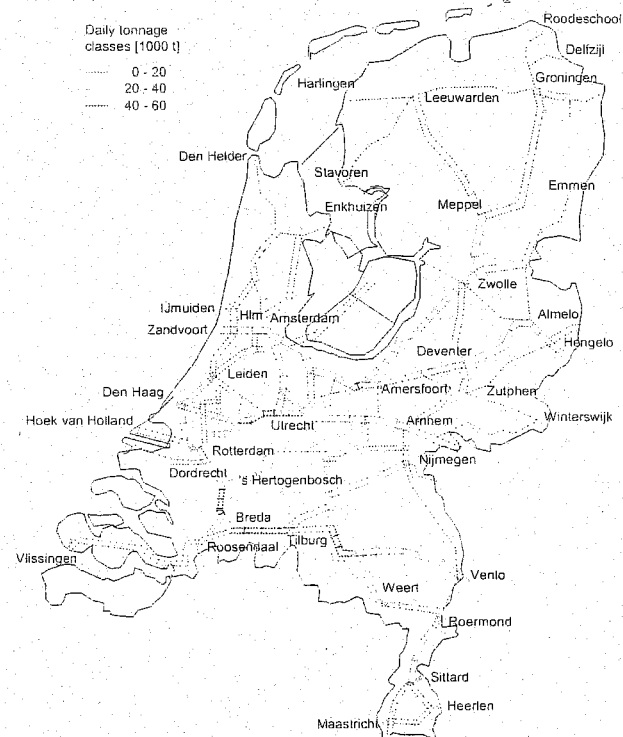 Daily tonnage
classes [1000 t]
0 - 20
20 - 40
40 - 60
Roodeschool
Delfzijl
Groningen
Harlingen
Leeuwarden
Den Helder
Stavoren
Emmen
Enkhuizen
Meppel
Zwolle
IJmuiden
Hlm Amsterdam
Almelo
Zandvoort
Hengelo
Deventer
Leiden
Amersfoort
Zutphen
Den Haag
Hoek van Holland
Utrecht
Arnhem
Winterswijk
Rotterdam
Nijmegen
Dordrecht
's Hertogenbosch
Breda
Roosendaal
Tilburg
Vlissingen
Venlo
Weert
Roermond
Sittard
Heerlen
Maastricht